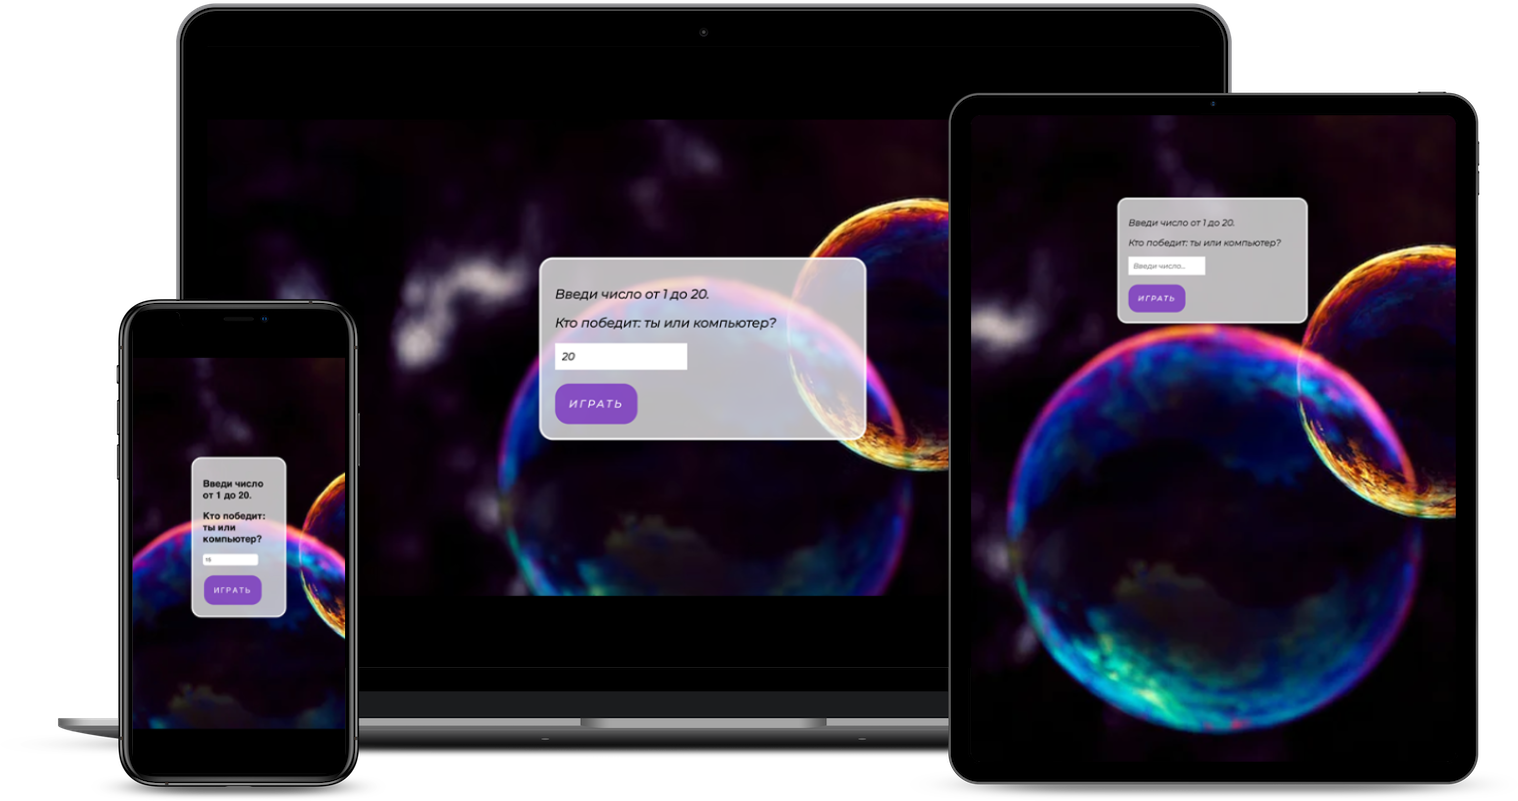 Введи число от 1 до 20.
Кто победит: ты или компьютер?
20
ИГРАТЬ
Введи число от 1 до 20.
Кто победит: ты или компьютер?
Введи число...
ИГРАТЬ
Введи число
от 1 до 20.
Кто победит:
ты или
компьютер?
ИГРАТЬ